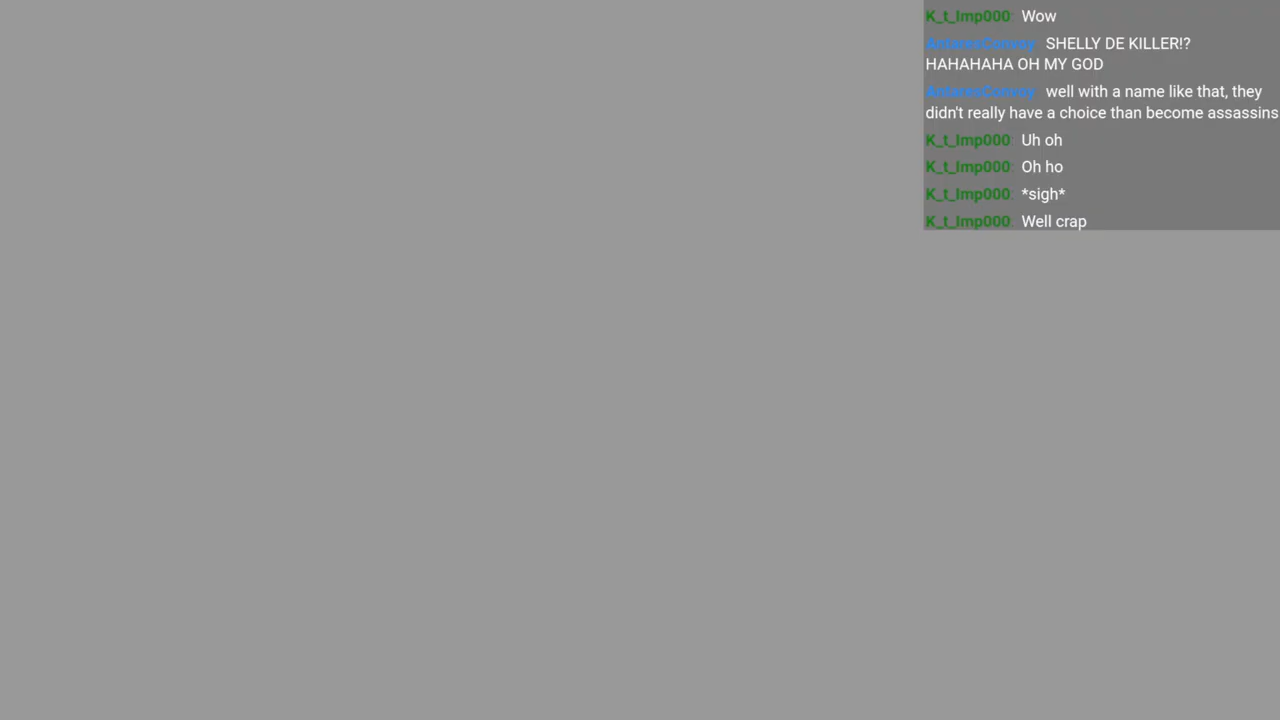 K_t_Imp000: Wow
SHELLY DE KILLER!?
HAHAHAHA OH MY GOD
well with a name like that, they
didn't really have a choice than become assassins
K_t_Imp000: Uh oh
K_t_Imp000: Oh ho
K_t_Imp000: *sigh*
K_t_Imp000: Well crap